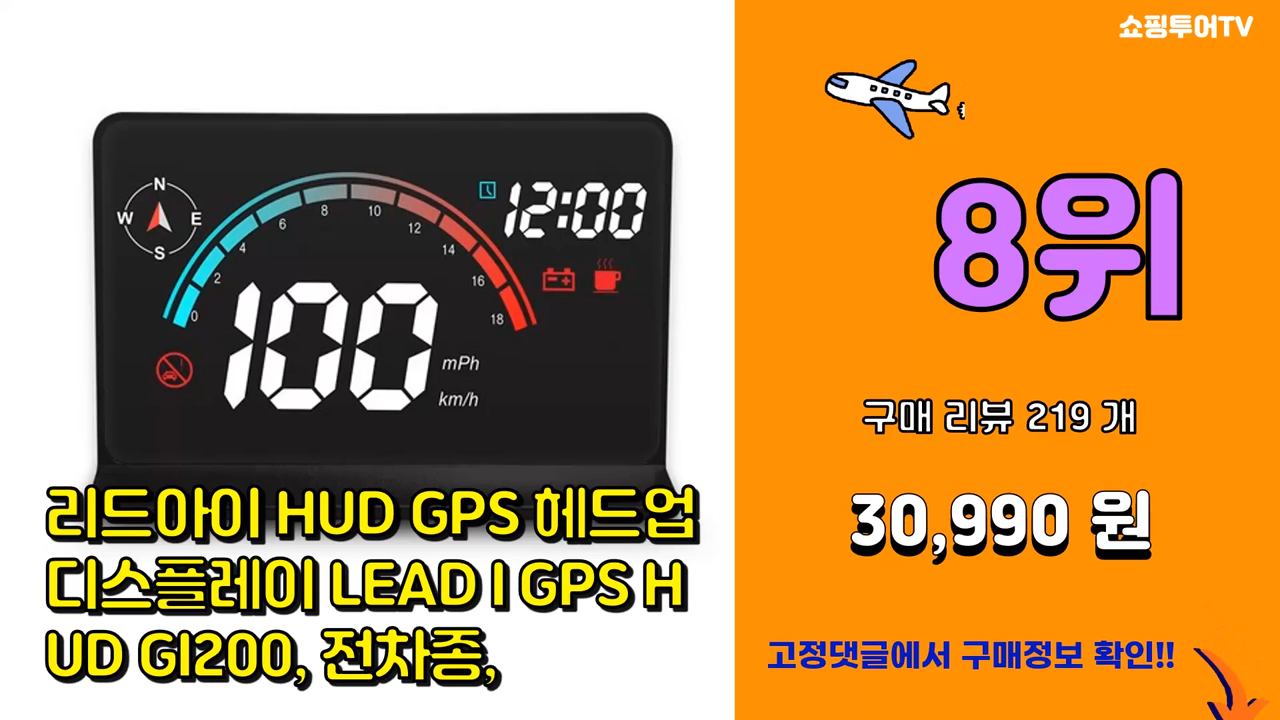 쇼핑투어TV
N
W E
S
0
2
4
6
8
10
12
14
16
18
12:00
100
mPh
km/h
8위
구매 리뷰 219 개
30,990 원
리드아이 HUD GPS 헤드업
디스플레이 LEAD I GPS H
UD GI200, 전차종,
고정댓글에서 구매정보 확인!!